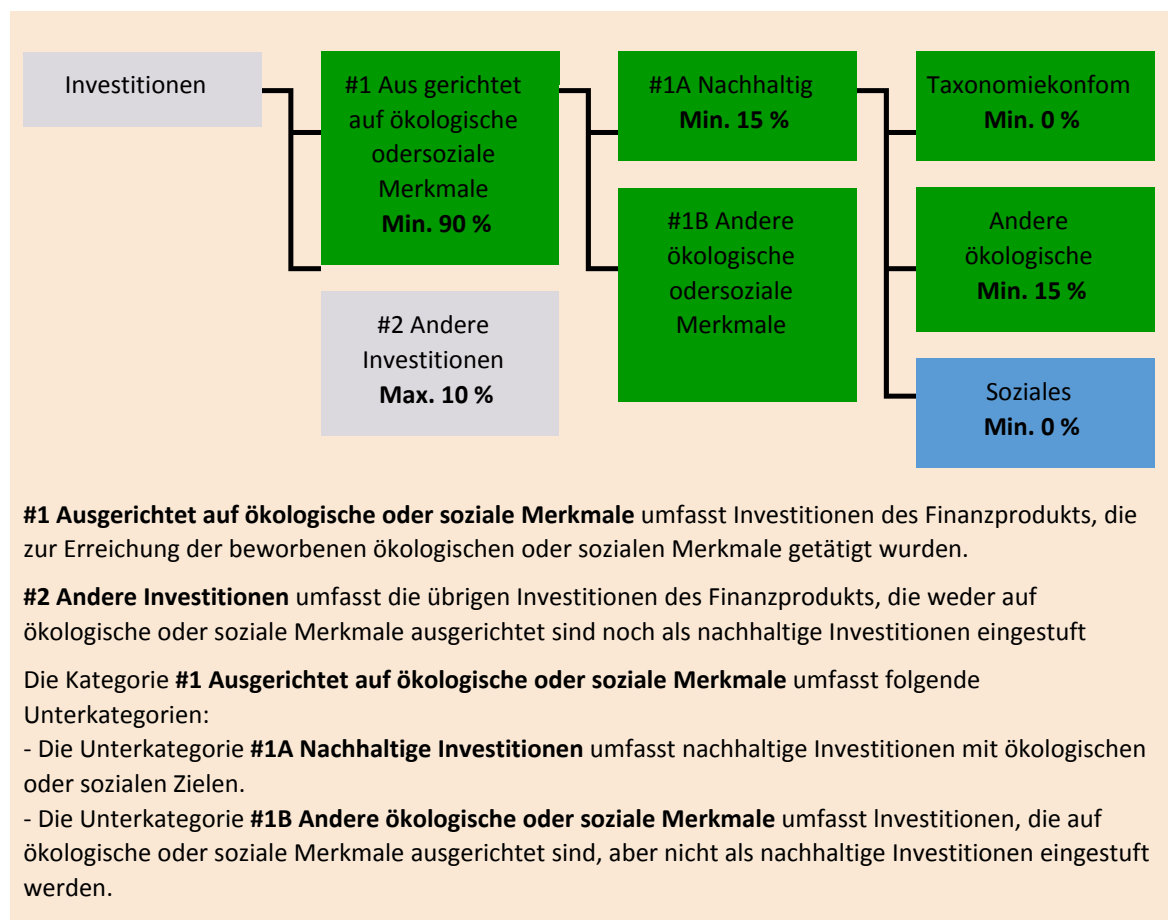 Investitionen
#1 Aus gerichtet
auf ökologische
odersoziale
Merkmale
Min. 90 %
#2 Andere
Investitionen
Max. 10 %
#1A Nachhaltig
Min. 15 %
#1B Andere
ökologische
odersoziale
Merkmale
Taxonomiekonfom
Min. 0 %
Andere
ökologische
Min. 15 %
Soziales
Min. 0 %
#1 Ausgerichtet auf ökologische oder soziale Merkmale umfasst Investitionen des Finanzprodukts, die
zur Erreichung der beworbenen ökologischen oder sozialen Merkmale getätigt wurden.
#2 Andere Investitionen umfasst die übrigen Investitionen des Finanzprodukts, die weder auf
ökologische oder soziale Merkmale ausgerichtet sind noch als nachhaltige Investitionen eingestuft
Die Kategorie #1 Ausgerichtet auf ökologische oder soziale Merkmale umfasst folgende
Unterkategorien:
- Die Unterkategorie #1A Nachhaltige Investitionen umfasst nachhaltige Investitionen mit ökologischen
oder sozialen Zielen.
- Die Unterkategorie #1B Andere ökologische oder soziale Merkmale umfasst lnvestitionen, die auf
ökologische oder soziale Merkmale ausgerichtet sind, aber nicht als nachhaltige Investitionen eingestuft
werden.